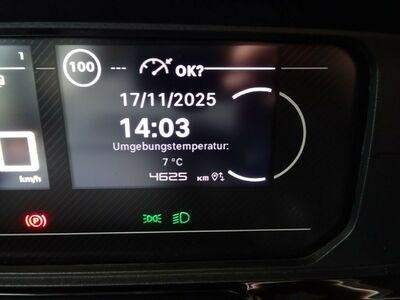 1
100 --- OK?
17/11/2025
14:03
Umgebungstemperatur:
7 °C
4625 KM
km/h
P